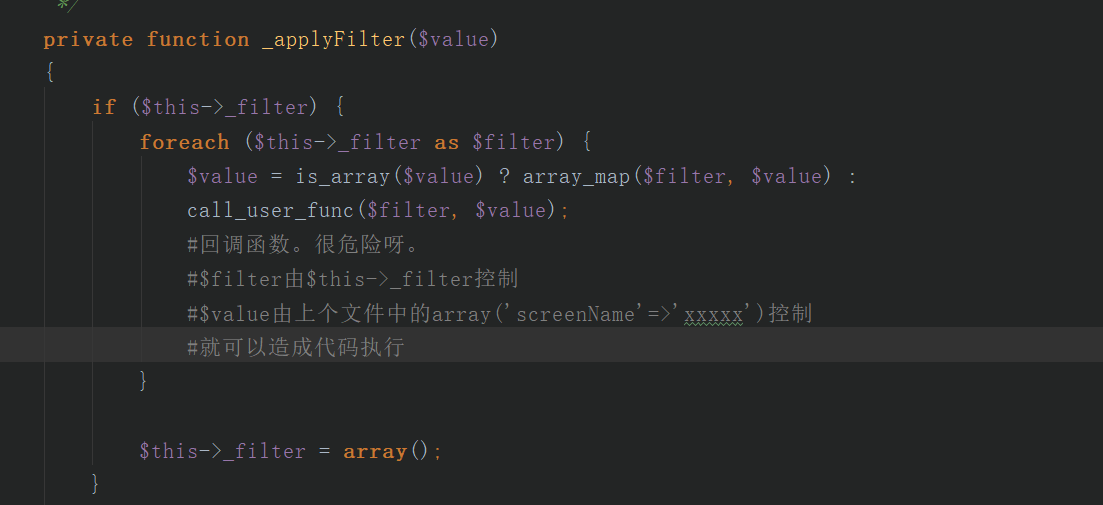 */
private function _applyFilter($value)
{
if ($this->_filter) {
foreach ($this->_filter as $filter) {
$value = is_array($value) ? array_map($filter, $value) :
call_user_func($filter, $value);
#回调函数。很危险呀。
#$filter由$this->_filter控制
#$value由上个文件中的array('screenName'=>'xxxxx')控制
#就可以造成代码执行
}
$this->_filter = array();
}